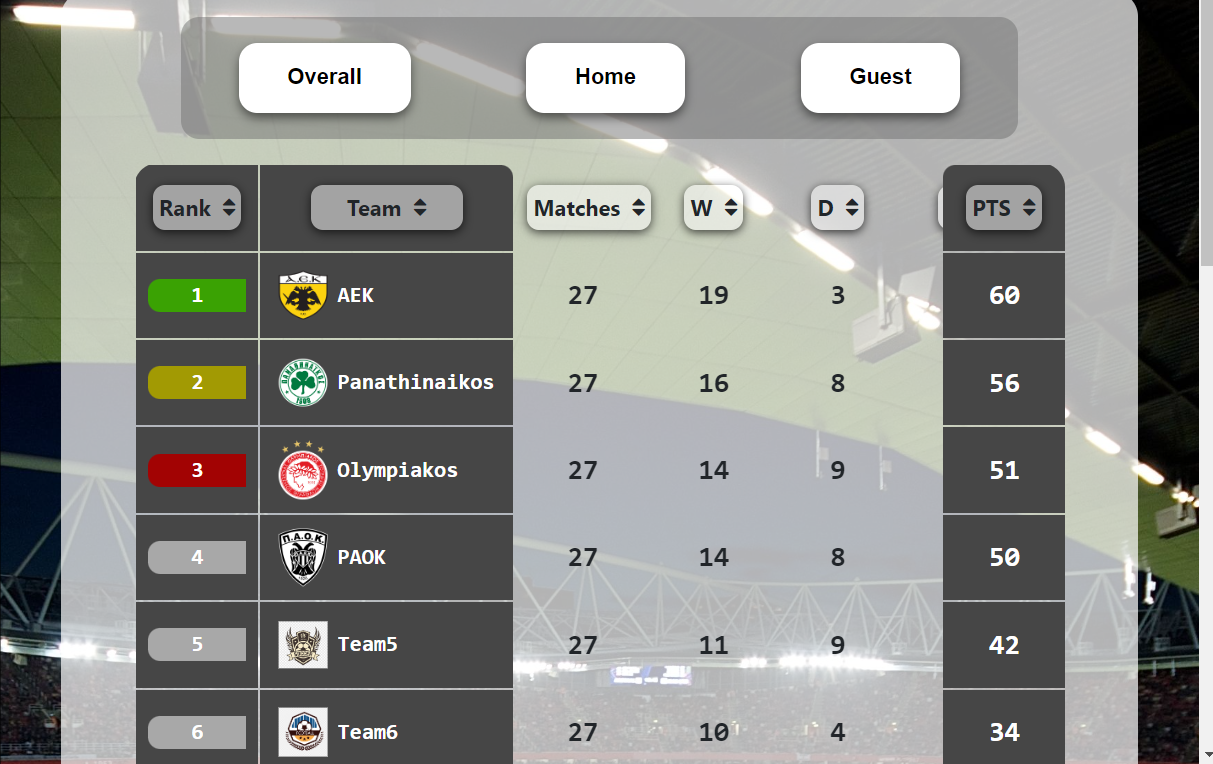 Overall Home Guest
Rank Team Matches W D PTS
1 AEK 27 19 3 60
2 Panathinaikos 27 16 8 56
3 Olympiakos 27 14 9 51
Π.Α.Ο.Κ.
4 PAOK 27 14 8 50
5 Team5 27 11 9 42
6 Team6 27 10 4 34